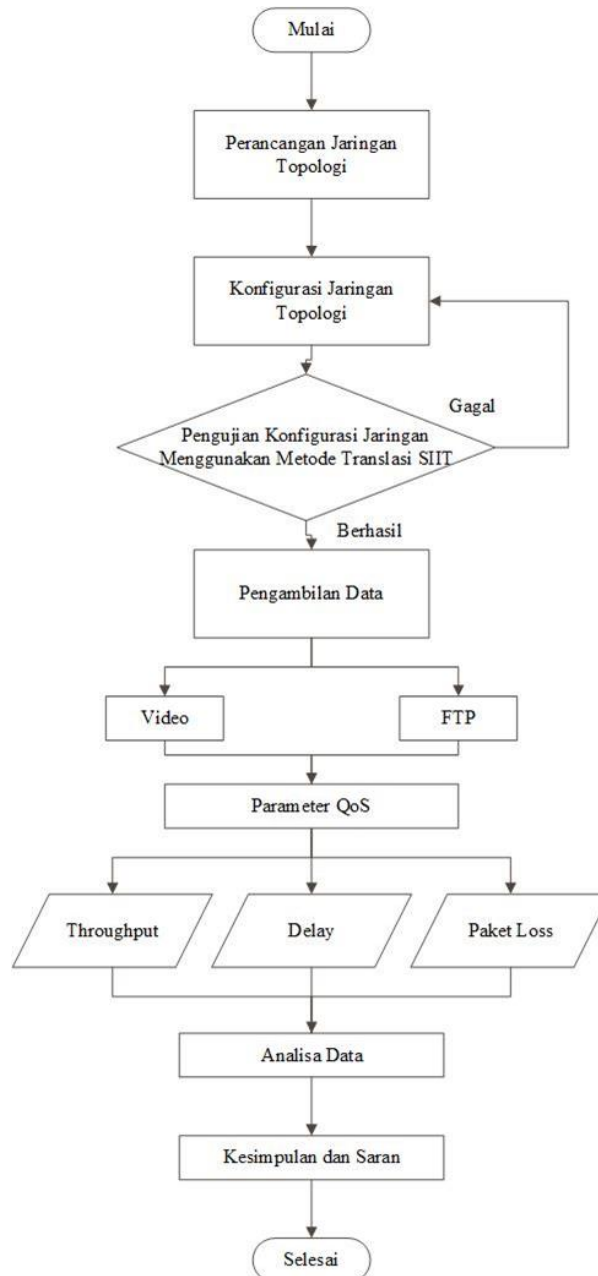 Mulai
Perancangan Jaringan
Topologi
Konfigurasi Jaringan
Topologi
Gagal
Pengujian Konfigurasi Jaringan
Menggunakan Metode Translasi SIIT
Berhasil
Pengambilan Data
Video
FTP
Parameter QoS
Throughput
Delay
Paket Loss
Analisa Data
Kesimpulan dan Saran
Selesai